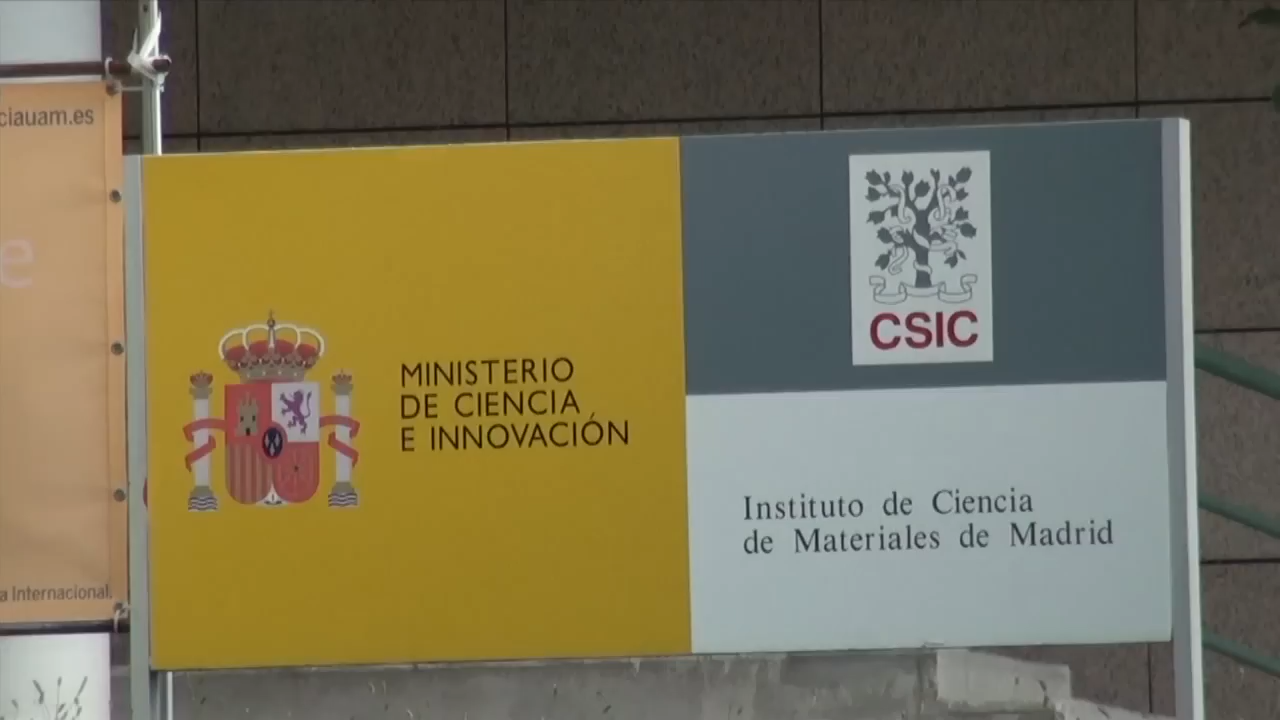 ciauam.es
e
a Internacional.
MINISTERIO
DE CIENCIA
E INNOVACIÓN
CSIC
Instituto de Ciencia
de Materiales de Madrid